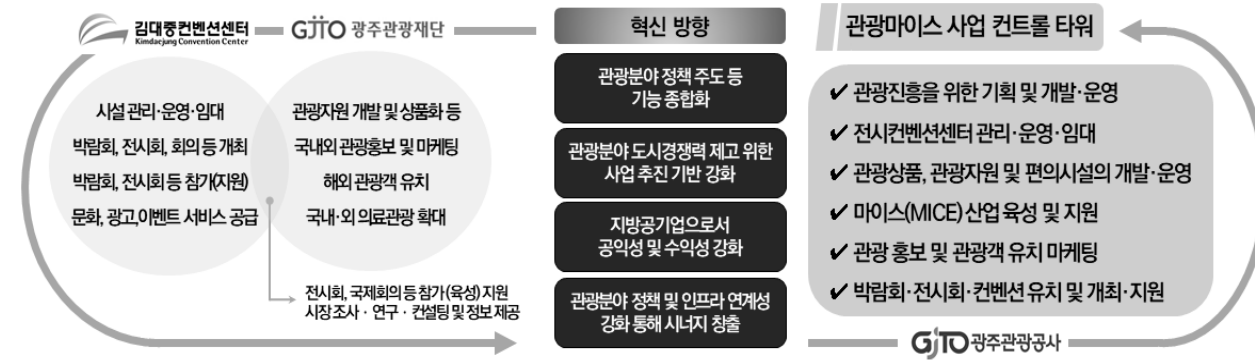 김대중컨벤션센터
Kimdaejung Convention Center
GJTO 광주관광재단
시설 관리·운영·임대
박람회, 전시회, 회의 등 개최
박람회, 전시회 등 참가(지원)
문화, 광고,이벤트 서비스 공급
관광자원 개발 및 상품화 등
국내외 관광홍보 및 마케팅
해외 관광객 유치
국내·외 의료관광 확대
전시회, 국제회의 등 참가(육성) 지원
시장 조사 · 연구 · 컨설팅 및 정보 제공
혁신 방향
관광분야 정책 주도 등
기능 종합화
관광분야 도시경쟁력 제고 위한
사업 추진 기반 강화
지방공기업으로서
공익성 및 수익성 강화
관광분야 정책 및 인프라 연계성
강화 통해 시너지 창출
관광마이스 사업 컨트롤 타워
✔ 관광진흥을 위한 기획 및 개발·운영
✔ 전시컨벤션센터 관리·운영·임대
✔ 관광상품, 관광자원 및 편의시설의 개발·운영
✔ 마이스(MICE) 산업 육성 및 지원
✔ 관광 홍보 및 관광객 유치 마케팅
✔ 박람회·전시회·컨벤션 유치 및 개최·지원
GJTO 광주관광공사